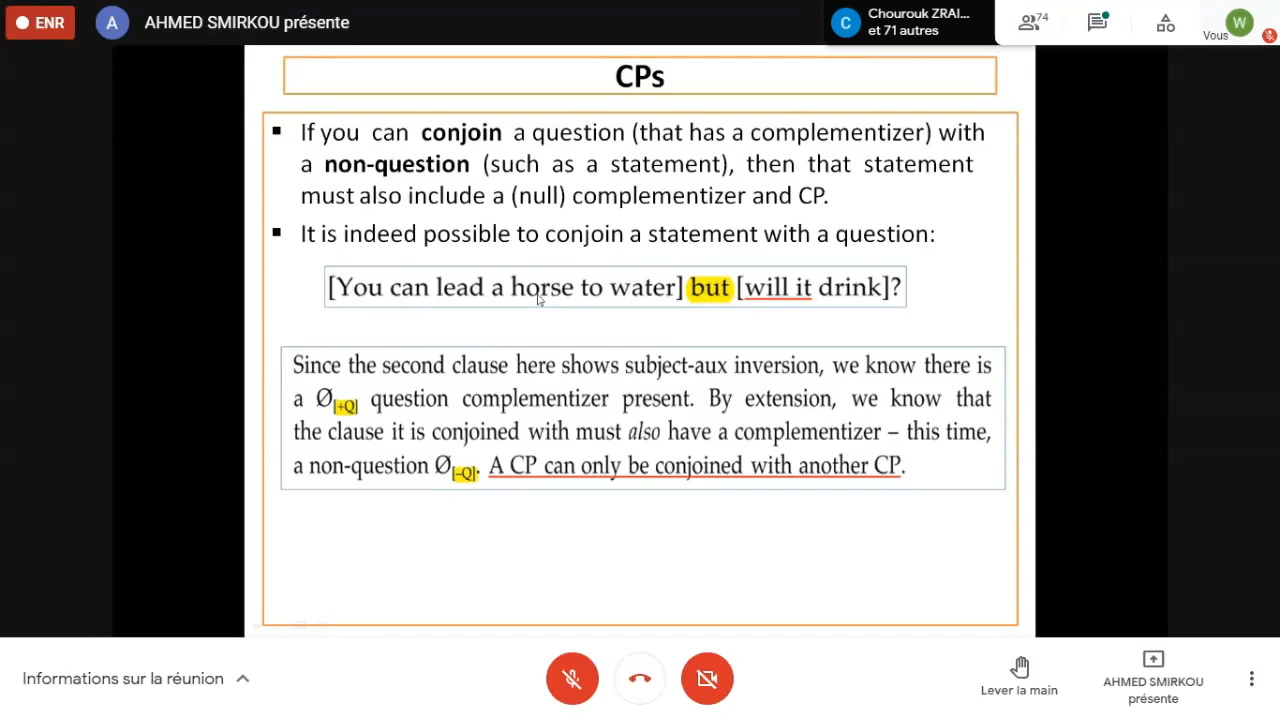 ENR
A
AHMED SMIRKOU présente
C
Chourouk ZRAI...
et 71 autres
74
Vous
W
CPs
▪ If you can conjoin a question (that has a complementizer) with
a non-question (such as a statement), then that statement
must also include a (null) complementizer and CP.
▪ It is indeed possible to conjoin a statement with a question:
[You can lead a horse to water] but [will it drink]?
Since the second clause here shows subject-aux inversion, we know there is
a Ø[+Q] question complementizer present. By extension, we know that
the clause it is conjoined with must also have a complementizer – this time,
a non-question Ø[–Q]. A CP can only be conjoined with another CP.
Informations sur la réunion
Lever la main
AHMED SMIRKOU
présente